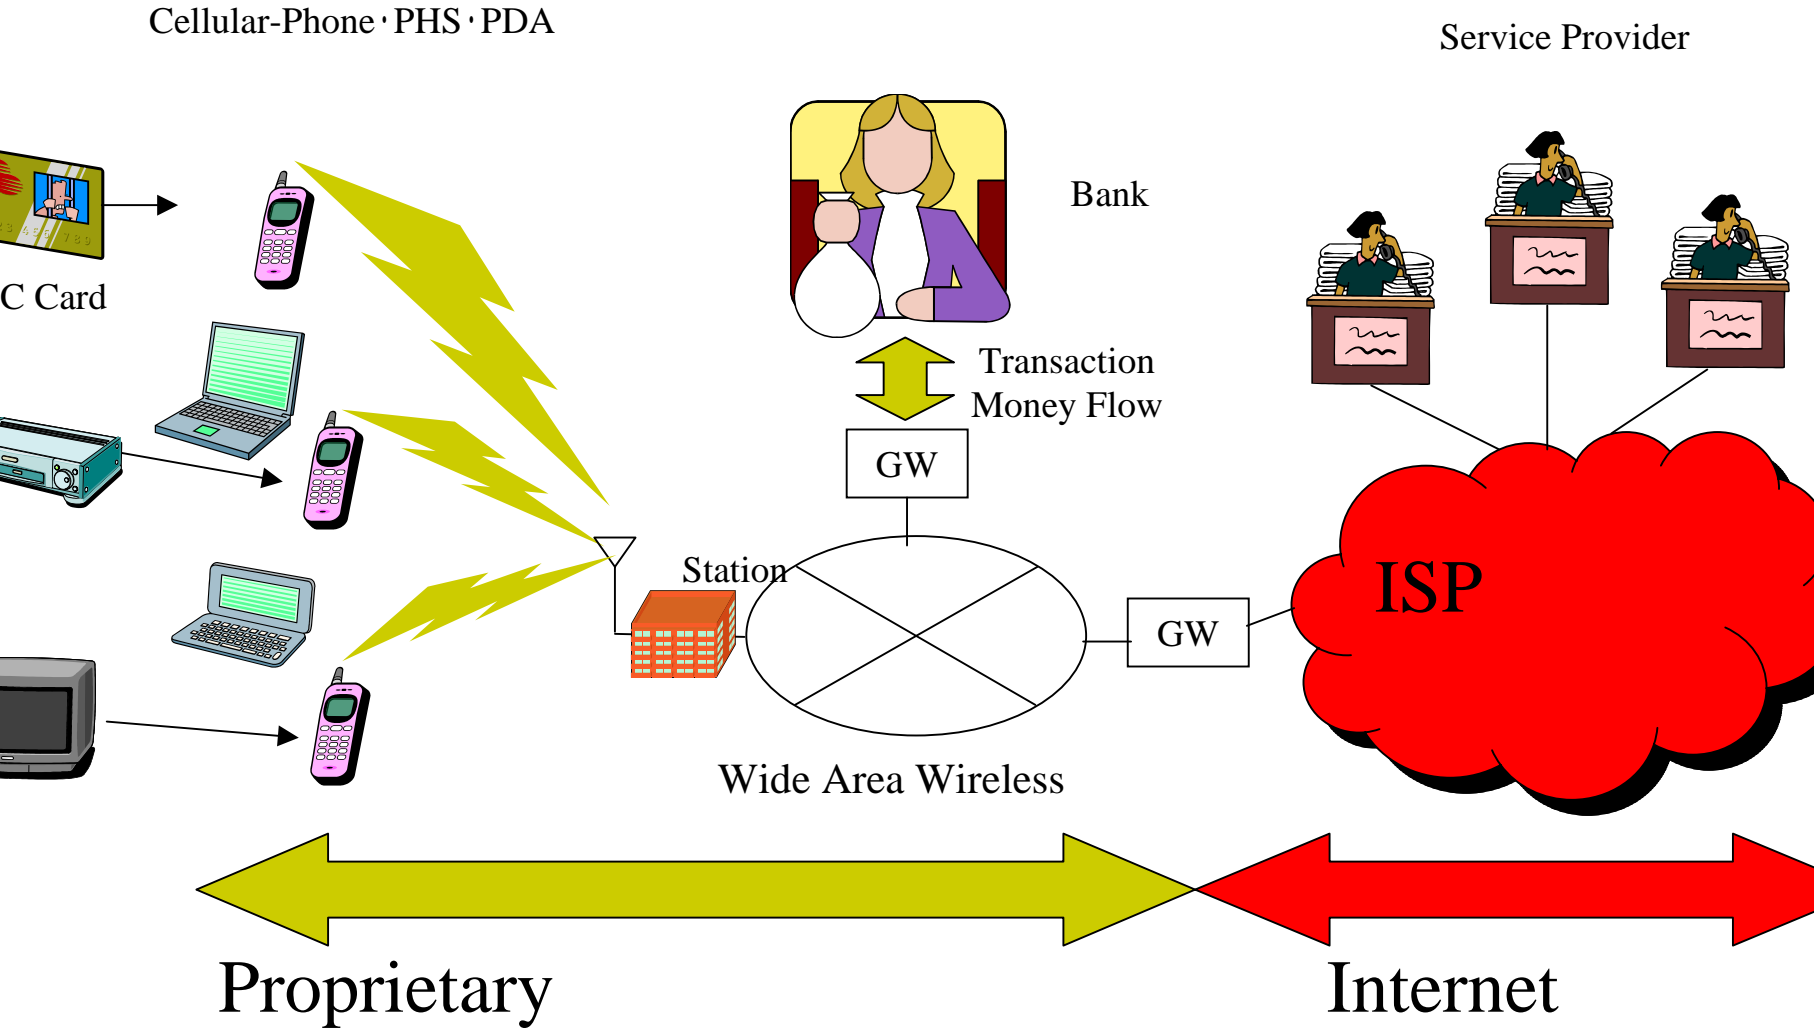 Cellular-Phone·PHS·PDA
Service Provider
Bank
C Card
Transaction
Money Flow
GW
Station
ISP
GW
Wide Area Wireless
Proprietary
Internet